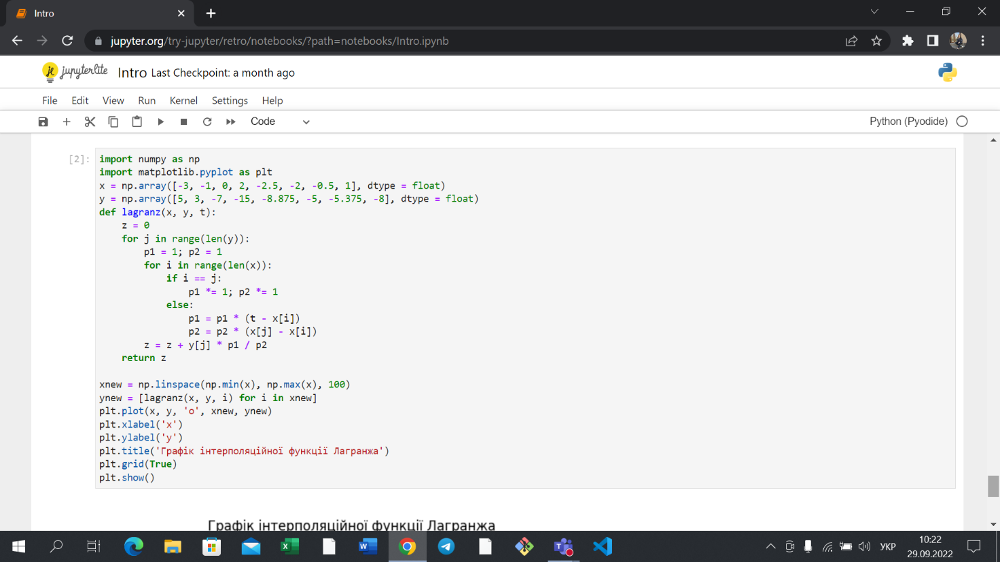 Intro
jupyter.org/try-jupyter/retro/notebooks/?path=notebooks/Intro.ipynb
jupyterlite Intro Last Checkpoint: a month ago
File Edit View Run Kernel Settings Help
Code Python (Pyodide)
[2]: import numpy as np
import matplotlib.pyplot as plt
x = np.array([-3, -1, 0, 2, -2.5, -2, -0.5, 1], dtype = float)
y = np.array([5, 3, -7, -15, -8.875, -5, -5.375, -8], dtype = float)
def lagranz(x, y, t):
    z = 0
    for j in range(len(y)):
        p1 = 1; p2 = 1
        for i in range(len(x)):
            if i == j:
                p1 *= 1; p2 *= 1
            else:
                p1 = p1 * (t - x[i])
                p2 = p2 * (x[j] - x[i])
        z = z + y[j] * p1 / p2
    return z
xnew = np.linspace(np.min(x), np.max(x), 100)
ynew = [lagranz(x, y, i) for i in xnew]
plt.plot(x, y, 'o', xnew, ynew)
plt.xlabel('x')
plt.ylabel('y')
plt.title('Графік інтерполяційної функції Лагранжа')
plt.grid(True)
plt.show()
Графік інтерполяційної функції Лагранжа
УКР
10:22
29.09.2022